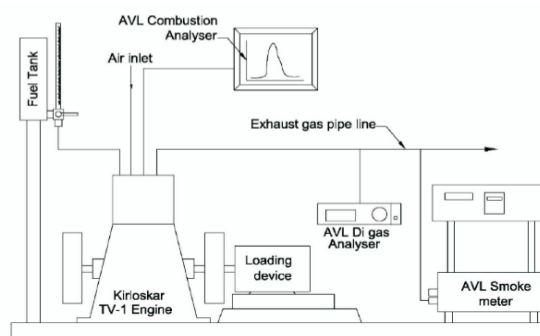 AVL Combustion
Analyser
Air inlet
Fuel Tank
Exhaust gas pipe line
AVL Di gas
Analyser
Loading
device
Kirloskar
TV-1 Engine
AVL Smoke
meter